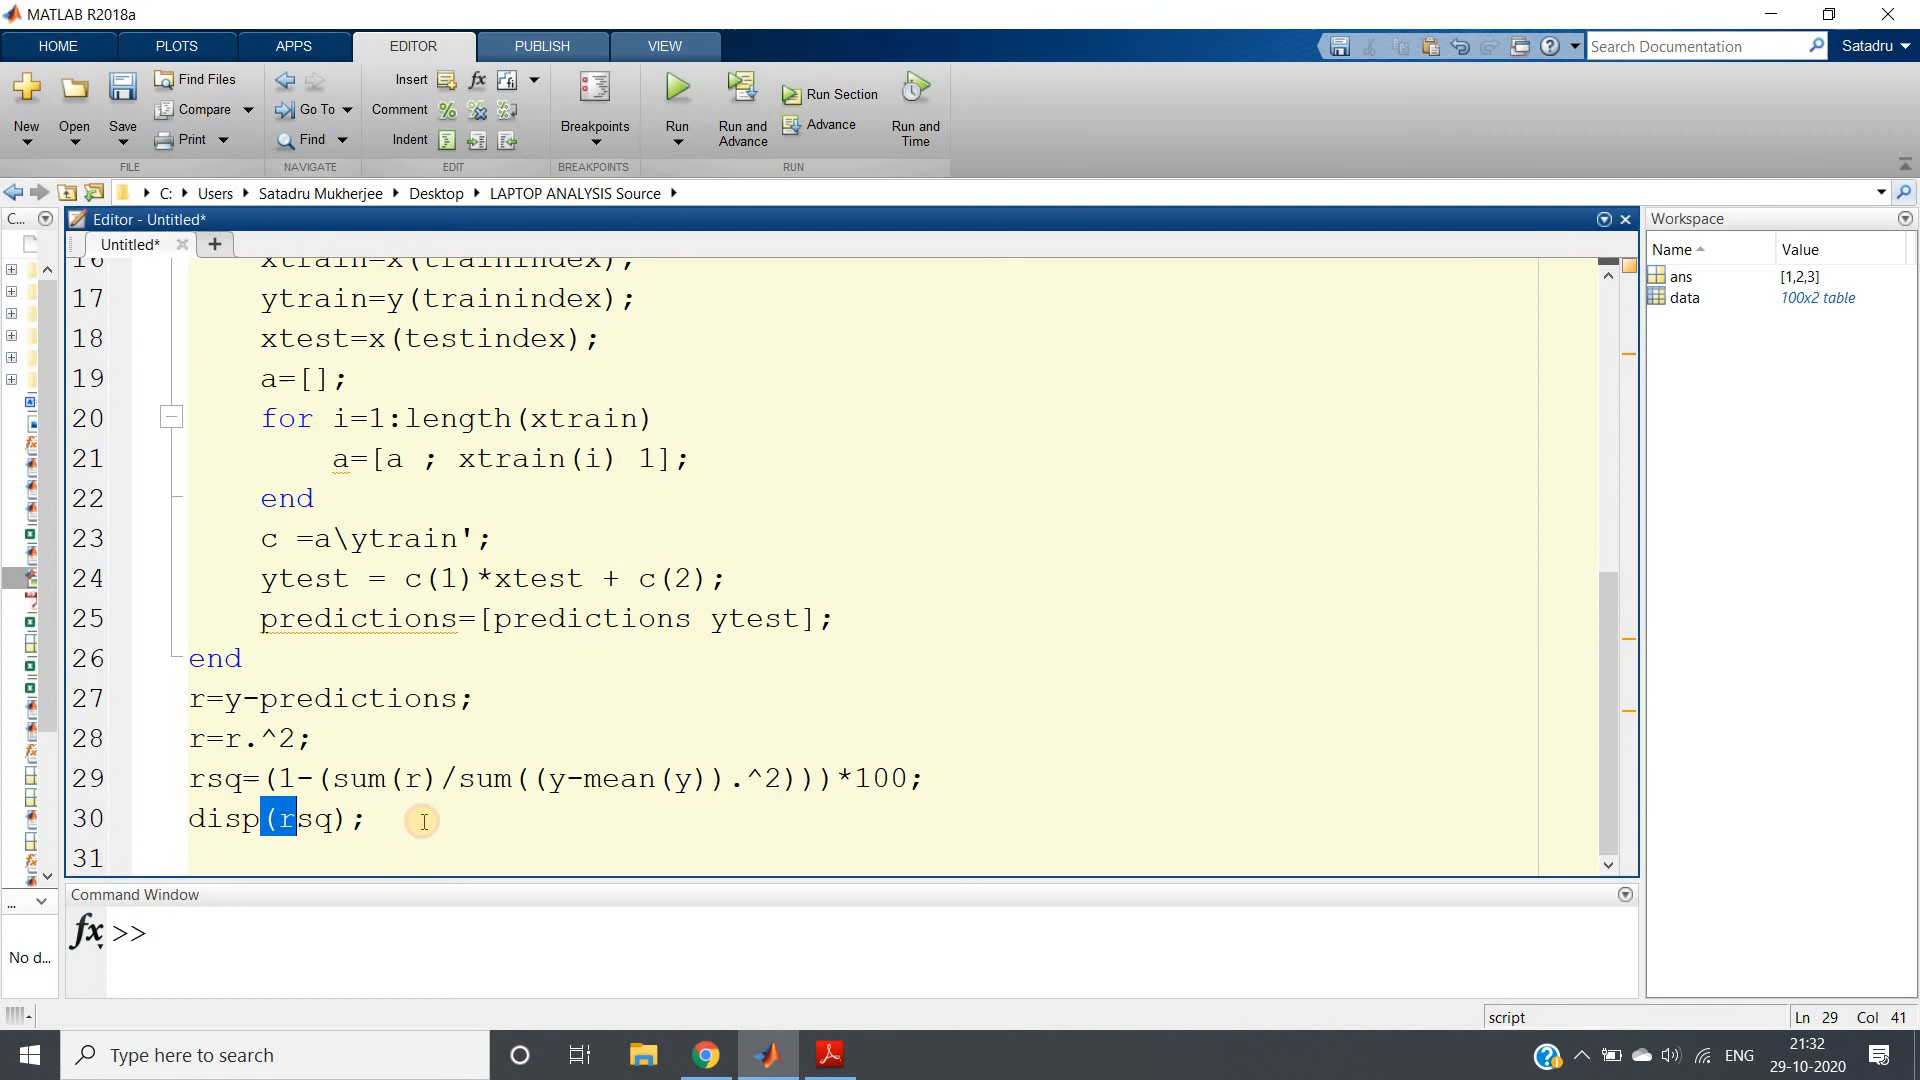 MATLAB R2018a
HOME PLOTS APPS EDITOR PUBLISH VIEW Search Documentation Satadru
New Open Save Find Files Compare Print
Go To Find
Insert Comment Indent
Breakpoints Run Run and Advance Run Section Advance Run and Time
FILE NAVIGATE EDIT BREAKPOINTS RUN
C: Users Satadru Mukherjee Desktop LAPTOP ANALYSIS Source
C... Editor - Untitled* Workspace
Untitled* +
Name Value
ans [1,2,3]
data 100x2 table
16 xtrain=x(trainindex);
17 ytrain=y(trainindex);
18 xtest=x(testindex);
19 a=[];
20 for i=1:length(xtrain)
21 a=[a ; xtrain(i) 1];
22 end
23 c =a\ytrain';
24 ytest = c(1)*xtest + c(2);
25 predictions=[predictions ytest];
26 end
27 r=y-predictions;
28 r=r.^2;
29 rsq=(1-(sum(r)/sum((y-mean(y)).^2)))*100;
30 disp(rsq);
31
Command Window
...
fx >>
No d...
script Ln 29 Col 41
Type here to search
ENG
21:32
29-10-2020